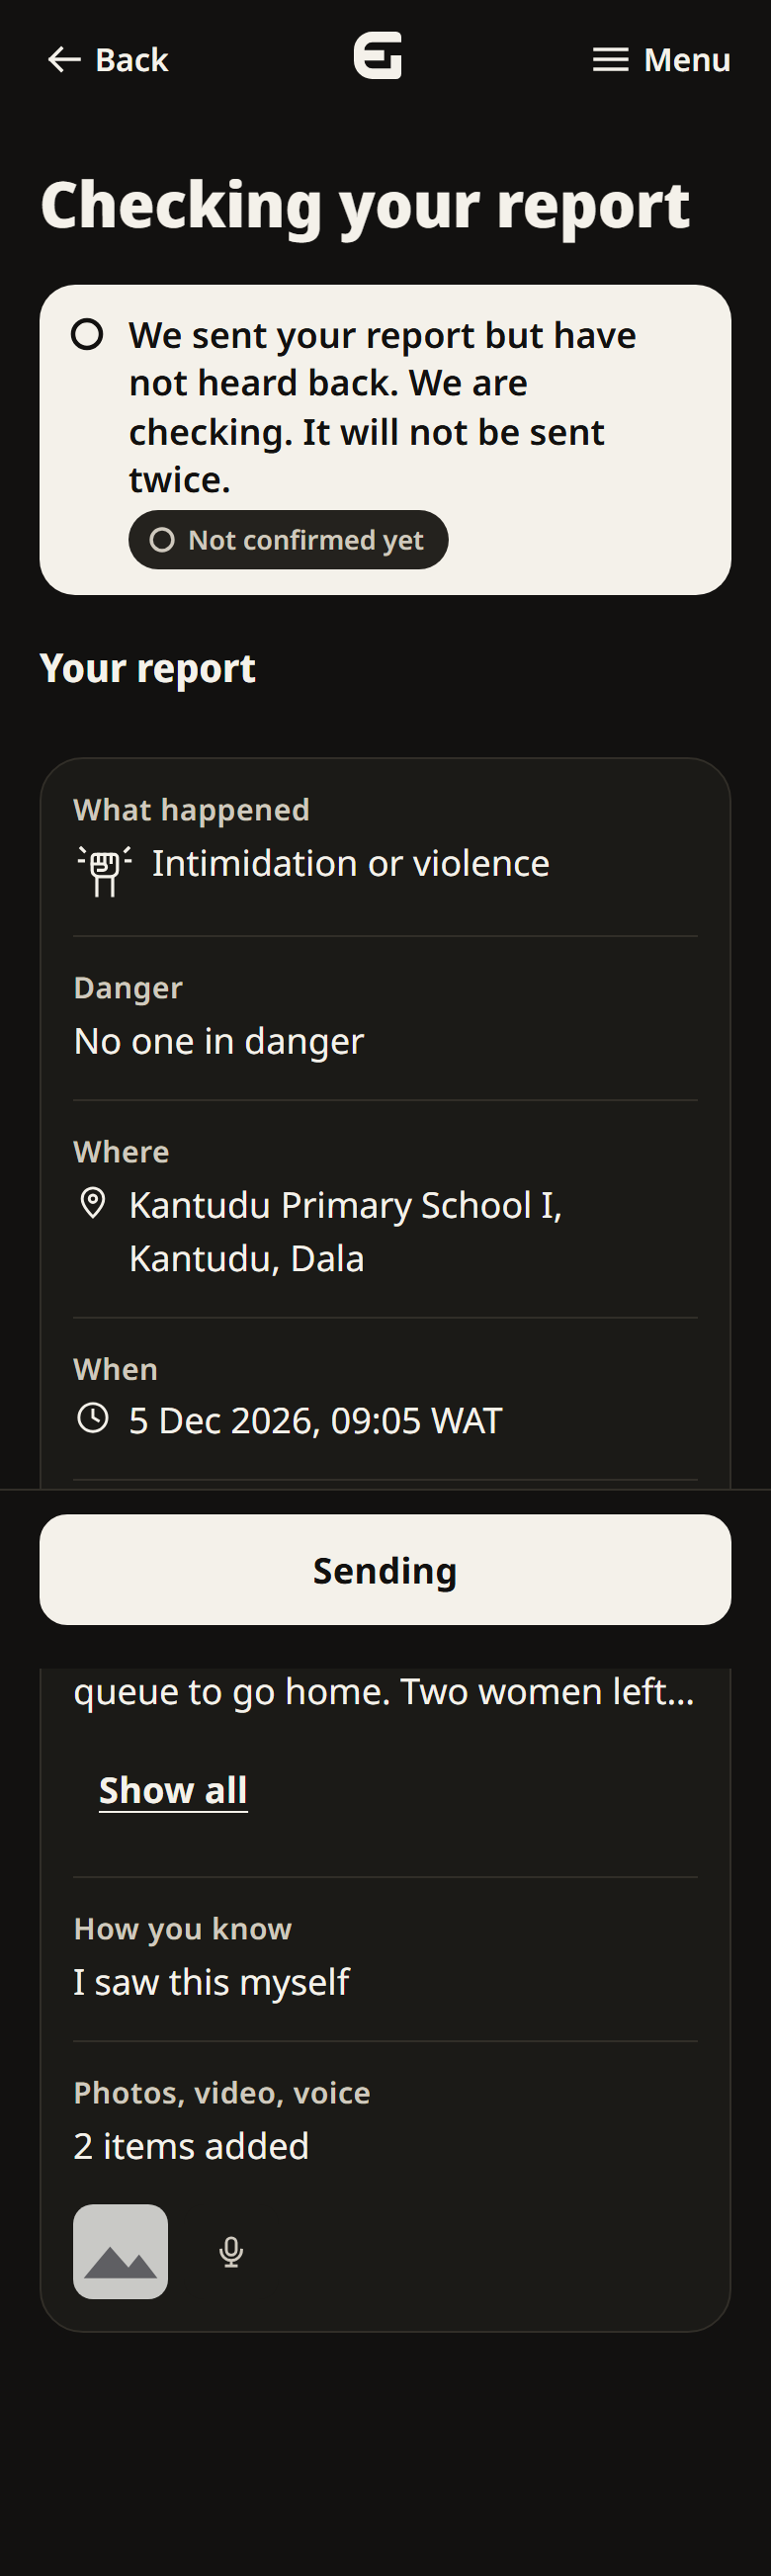 Back
Menu
Checking your report
We sent your report but have
not heard back. We are
checking. It will not be sent
twice.
Not confirmed yet
Your report
What happened
Intimidation or violence
Danger
No one in danger
Where
Kantudu Primary School I,
Kantudu, Dala
When
5 Dec 2026, 09:05 WAT
Sending
queue to go home. Two women left...
Show all
How you know
I saw this myself
Photos, video, voice
2 items added